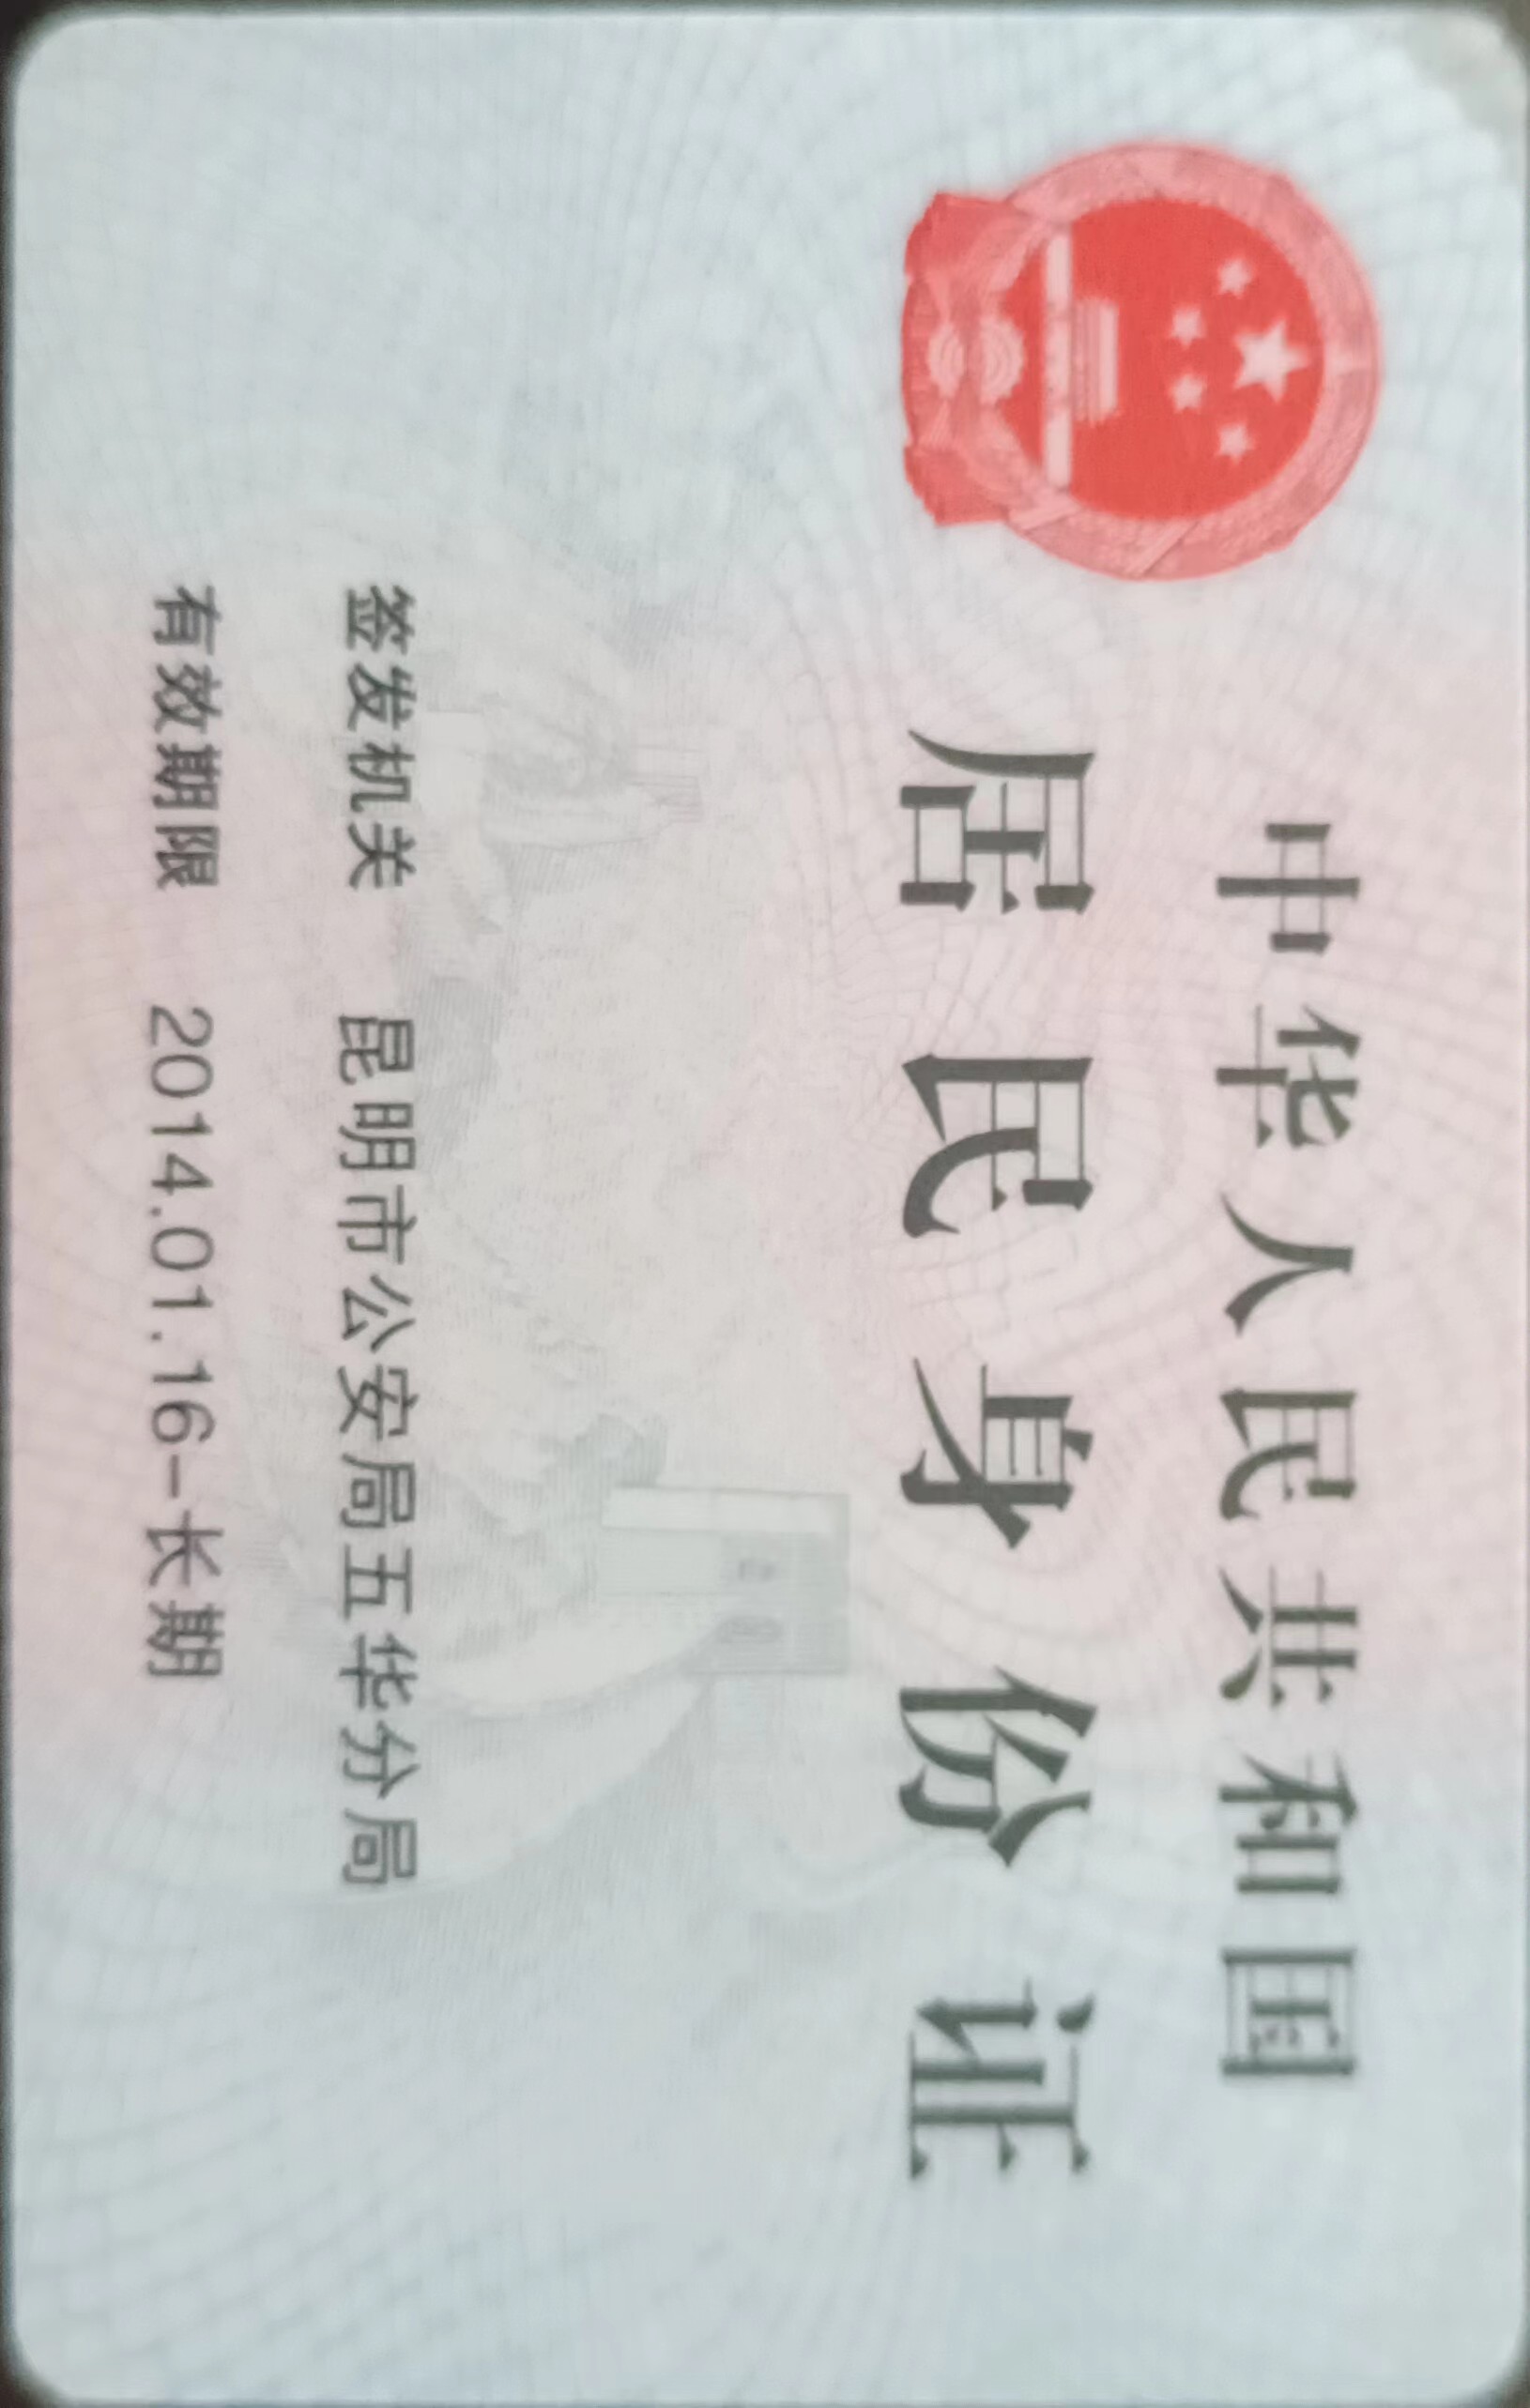 中华人民共和国
居民身份证
签发机关 昆明市公安局五华分局
有效期限 2014.01.16-长期